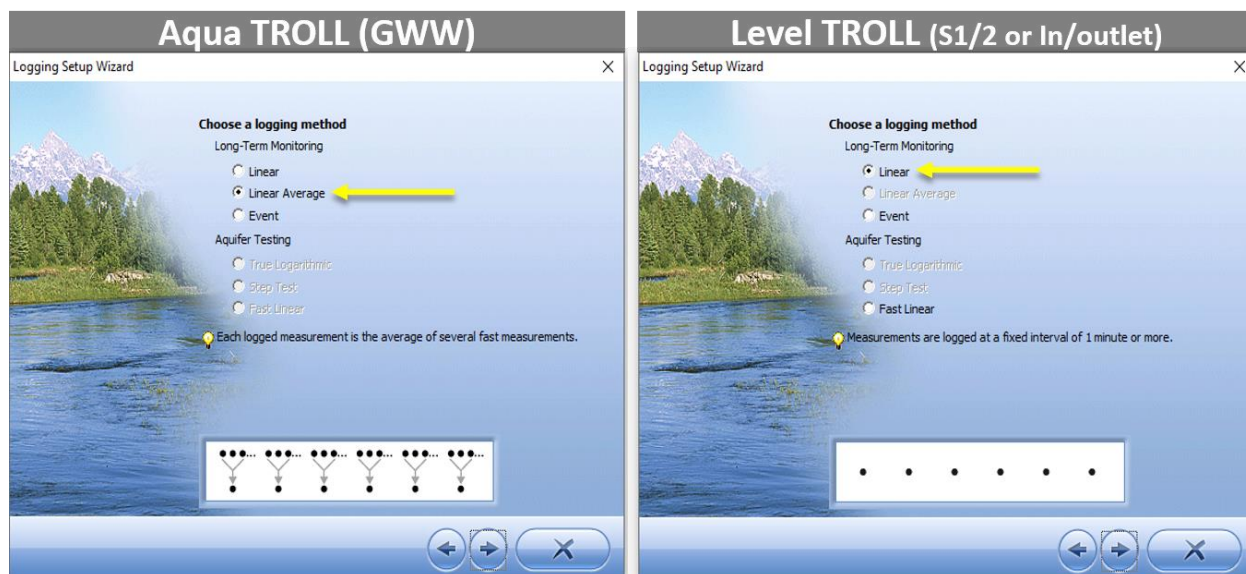 Aqua TROLL (GWW)
Logging Setup Wizard
Choose a logging method
Long-Term Monitoring
Linear
Linear Average
Event
Aquifer Testing
True Logarithmic
Step Test
Fast Linear
Each logged measurement is the average of several fast measurements.
Level TROLL (S1/2 or In/outlet)
Logging Setup Wizard
Choose a logging method
Long-Term Monitoring
Linear
Linear Average
Event
Aquifer Testing
True Logarithmic
Step Test
Fast Linear
Measurements are logged at a fixed interval of 1 minute or more.